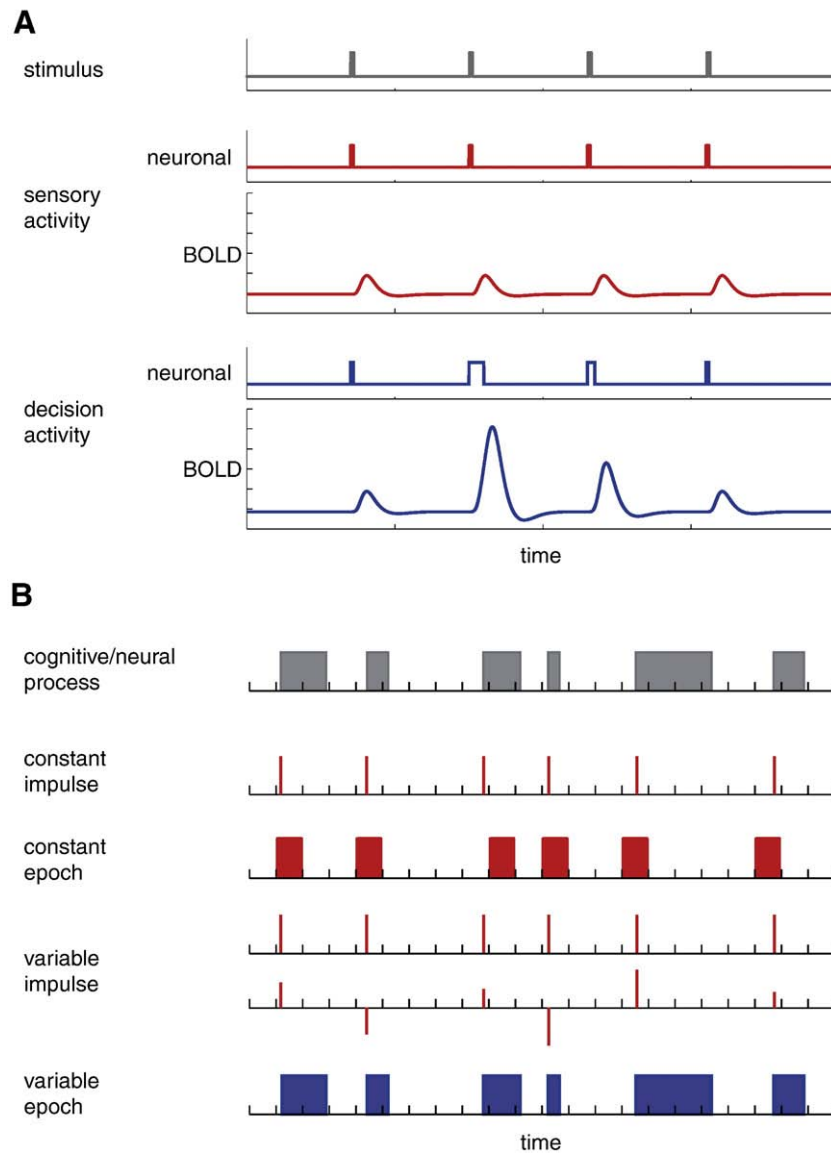 A
stimulus
neuronal
sensory
activity
BOLD
neuronal
decision
activity
BOLD
time
B
cognitive/neural
process
constant
impulse
constant
epoch
variable
impulse
variable
epoch
time